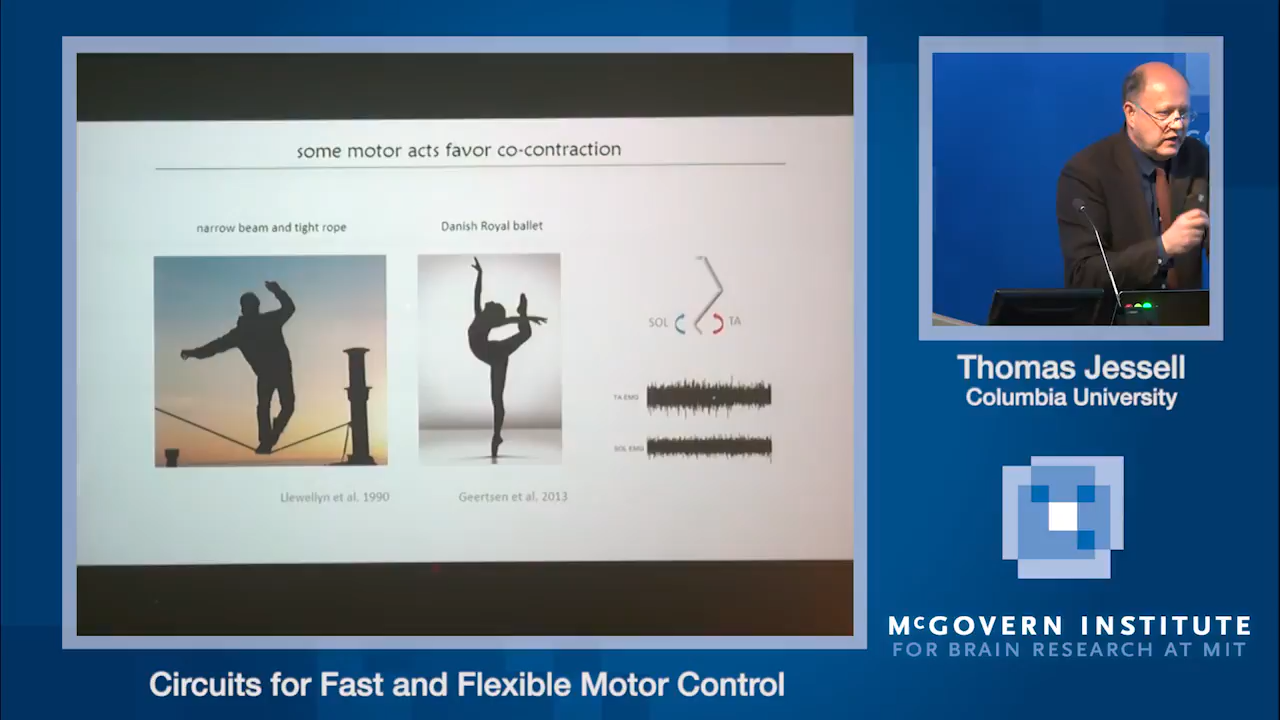 some motor acts favor co-contraction
narrow beam and tight rope
Danish Royal ballet
SOL
TA
TA EMG
SOL EMG
Llewellyn et al. 1990
Geertsen et al. 2013
Thomas Jessell
Columbia University
McGOVERN INSTITUTE
FOR BRAIN RESEARCH AT MIT
Circuits for Fast and Flexible Motor Control